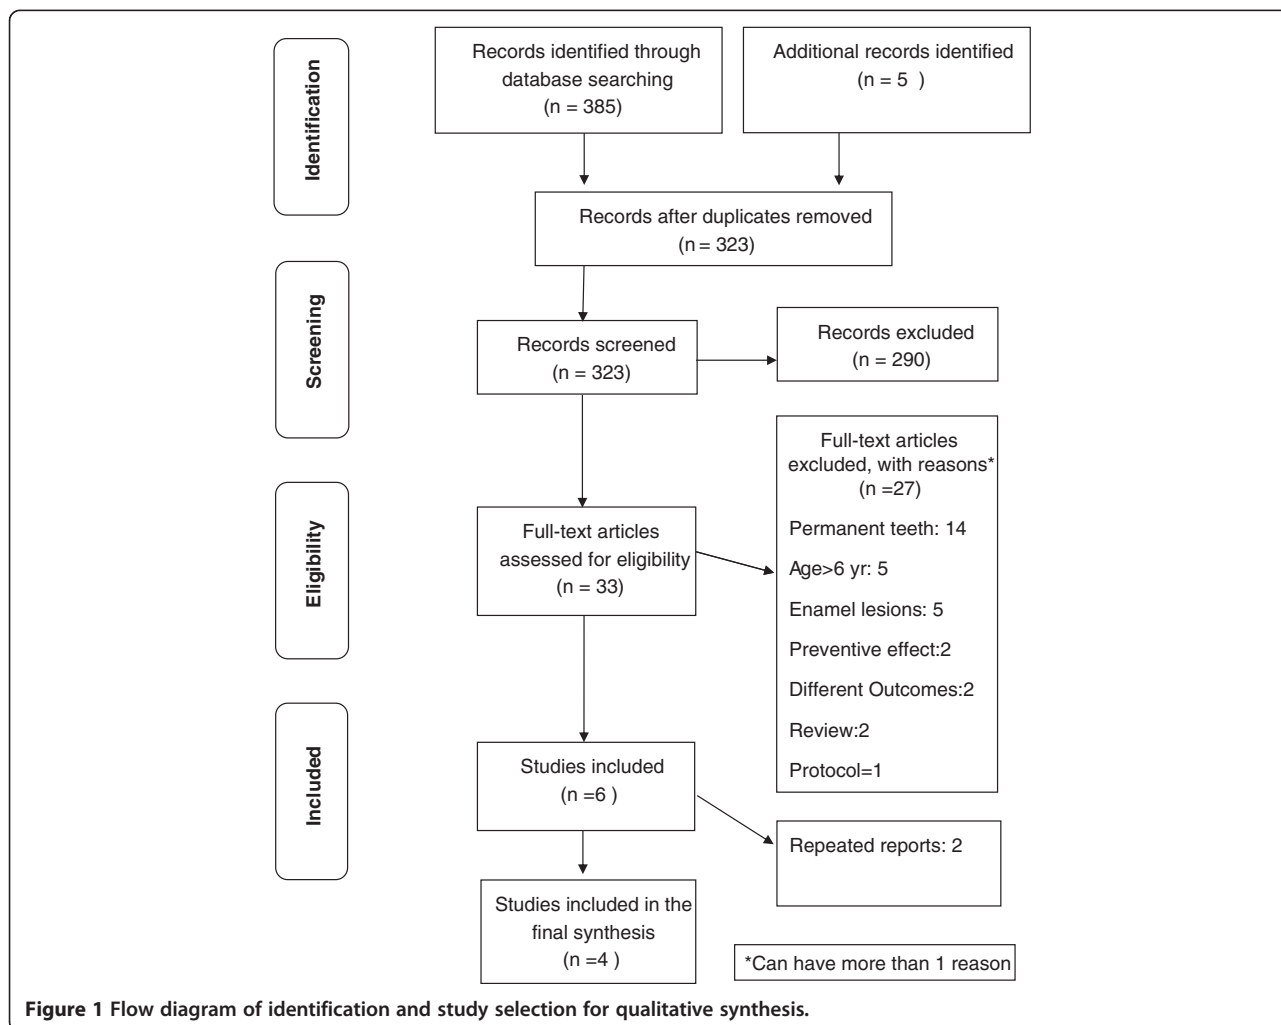 Identification
Records identified through
database searching
(n = 385)
Additional records identified
(n = 5 )
Records after duplicates removed
(n = 323)
Screening
Records screened
(n = 323)
Records excluded
(n = 290)
Eligibility
Full-text articles
assessed for eligibility
(n = 33)
Full-text articles
excluded, with reasons*
(n =27)
Permanent teeth: 14
Age>6 yr: 5
Enamel lesions: 5
Preventive effect:2
Different Outcomes:2
Review:2
Protocol=1
Included
Studies included
(n =6 )
Repeated reports: 2
Studies included in the
final synthesis
(n =4 )
*Can have more than 1 reason
Figure 1 Flow diagram of identification and study selection for qualitative synthesis.